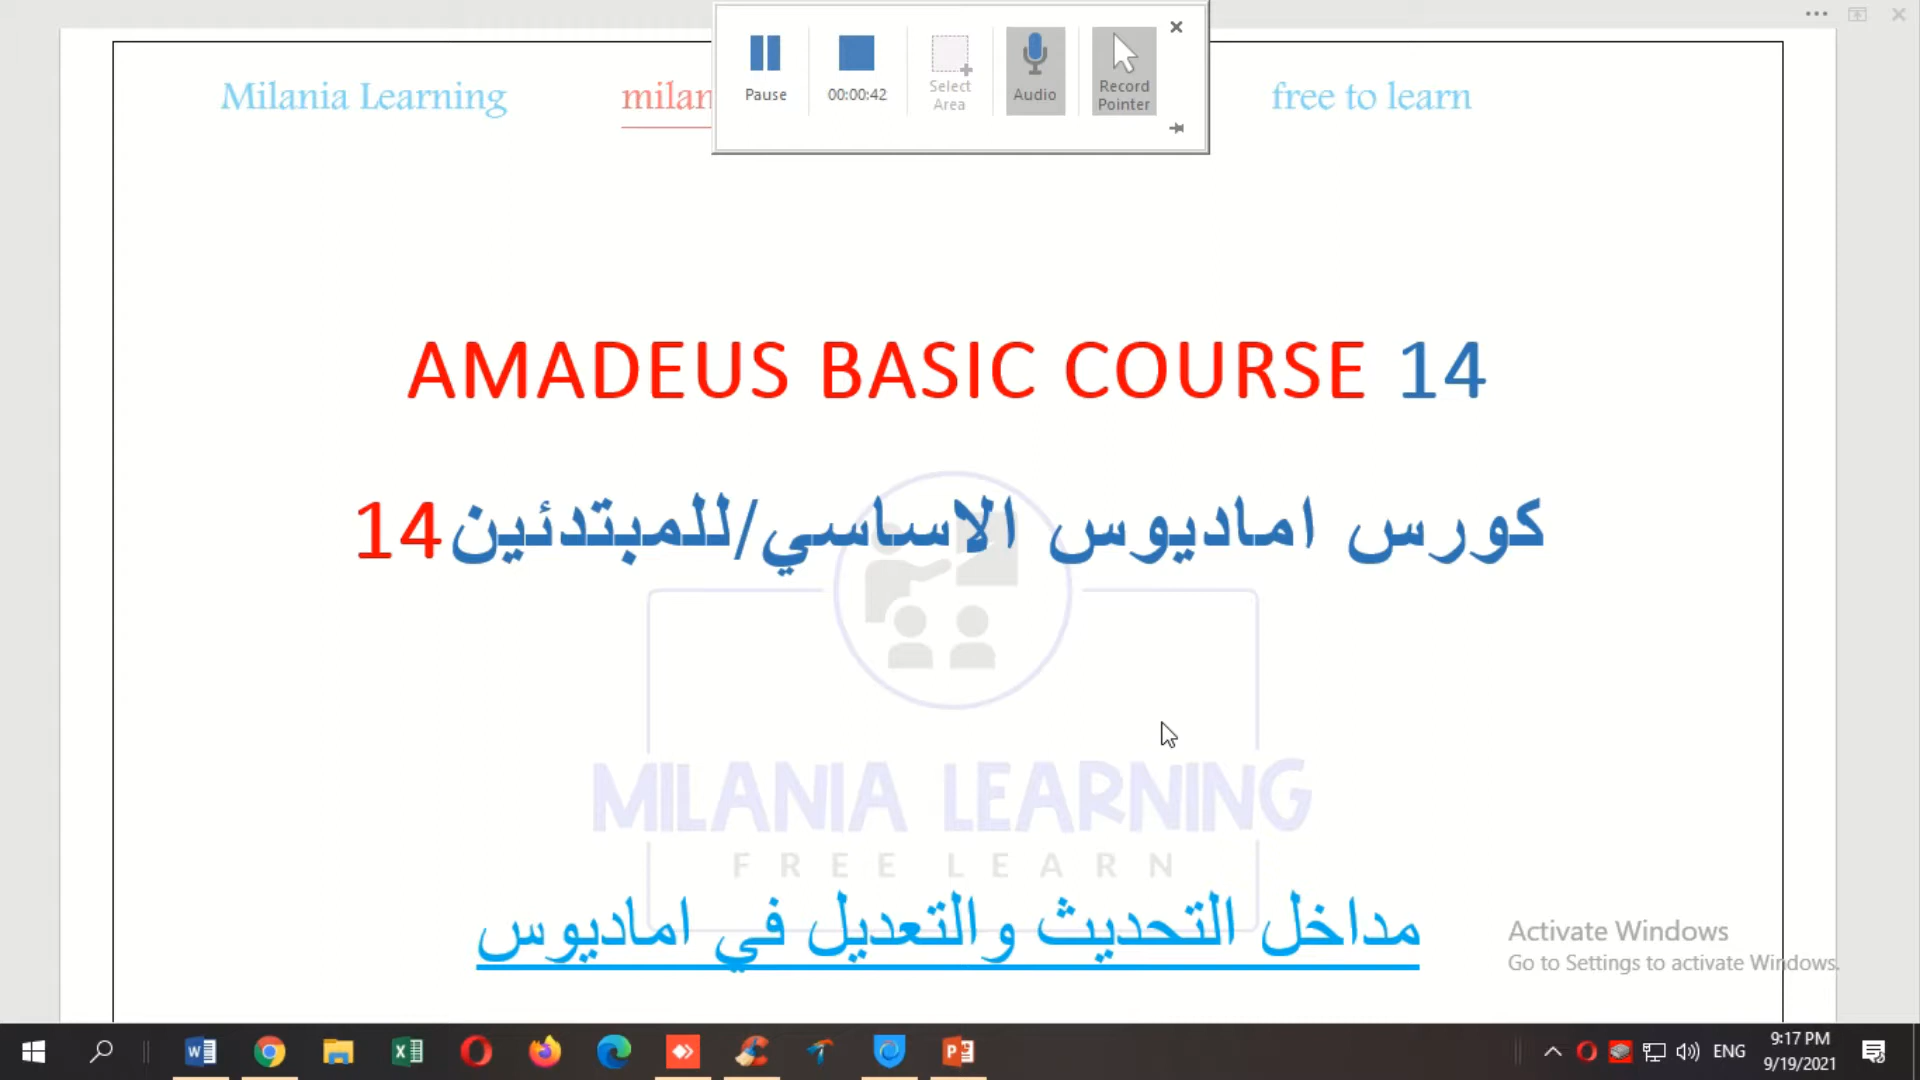 Milania Learning milan free to learn
Pause
00:00:42
Select
Area
Audio
Record
Pointer
AMADEUS BASIC COURSE 14
كورس اماديوس الاساسي/للمبتدئين 14
MILANIA LEARNING
FREE LEARN
مداخل التحديث والتعديل في اماديوس
Activate Windows
Go to Settings to activate Windows.
ENG
9:17 PM
9/19/2021